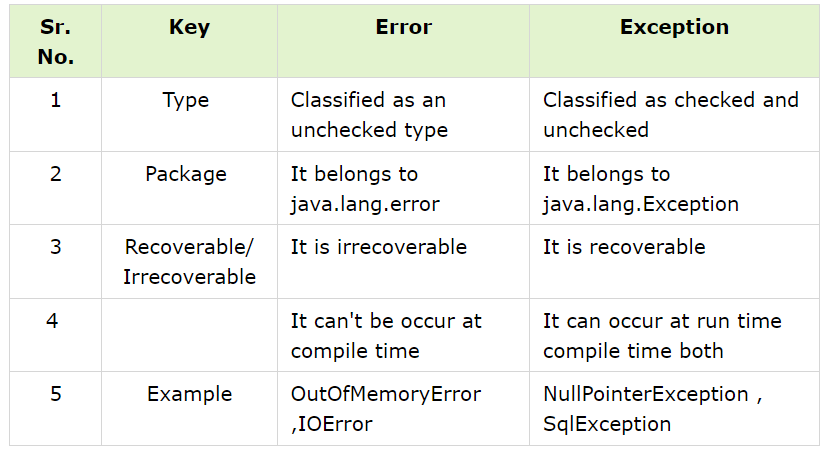 Sr. No. Key Error Exception
1 Type Classified as an unchecked type Classified as checked and unchecked
2 Package It belongs to java.lang.error It belongs to java.lang.Exception
3 Recoverable/ Irrecoverable It is irrecoverable It is recoverable
4 It can't be occur at compile time It can occur at run time compile time both
5 Example OutOfMemoryError ,IOError NullPointerException , SqlException